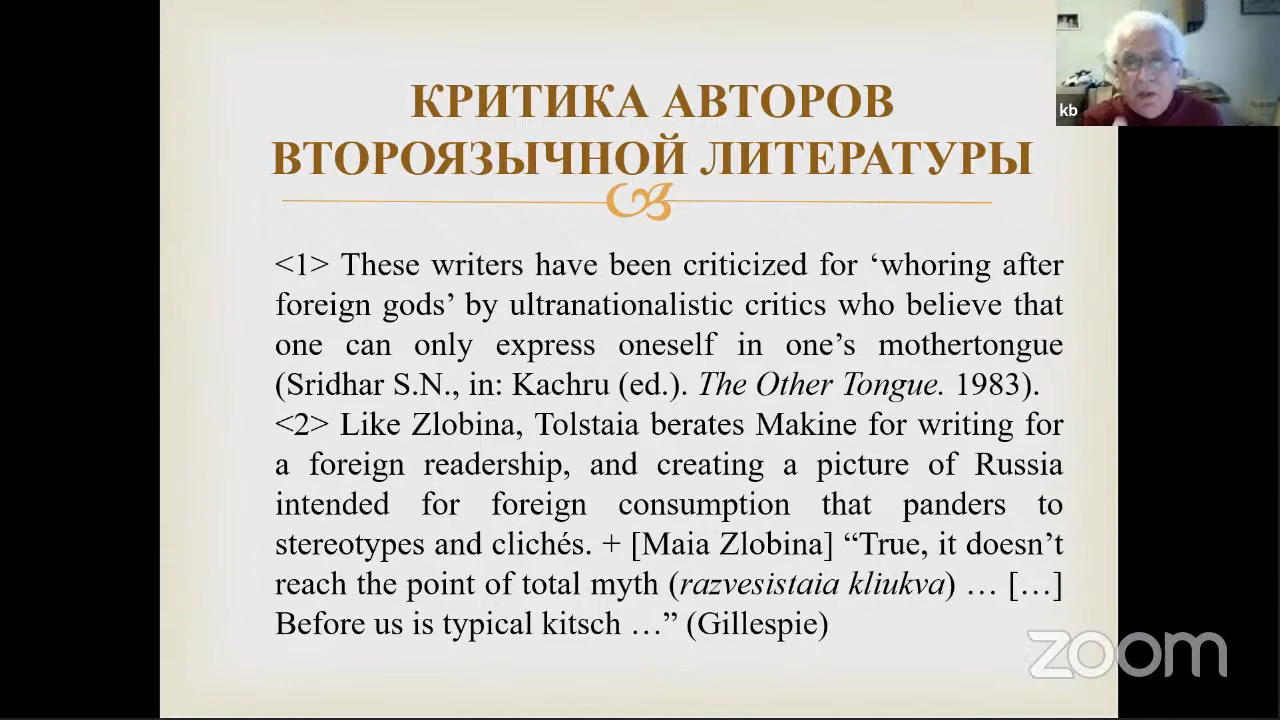 КРИТИКА АВТОРОВ
ВТОРОЯЗЫЧНОЙ ЛИТЕРАТУРЫ
kb
<1> These writers have been criticized for ‘whoring after
foreign gods’ by ultranationalistic critics who believe that
one can only express oneself in one’s mothertongue
(Sridhar S.N., in: Kachru (ed.). The Other Tongue. 1983).
<2> Like Zlobina, Tolstaia berates Makine for writing for
a foreign readership, and creating a picture of Russia
intended for foreign consumption that panders to
stereotypes and clichés. + [Maia Zlobina] “True, it doesn’t
reach the point of total myth (razvesistaia kliukva) … […]
Before us is typical kitsch …” (Gillespie)
zoom